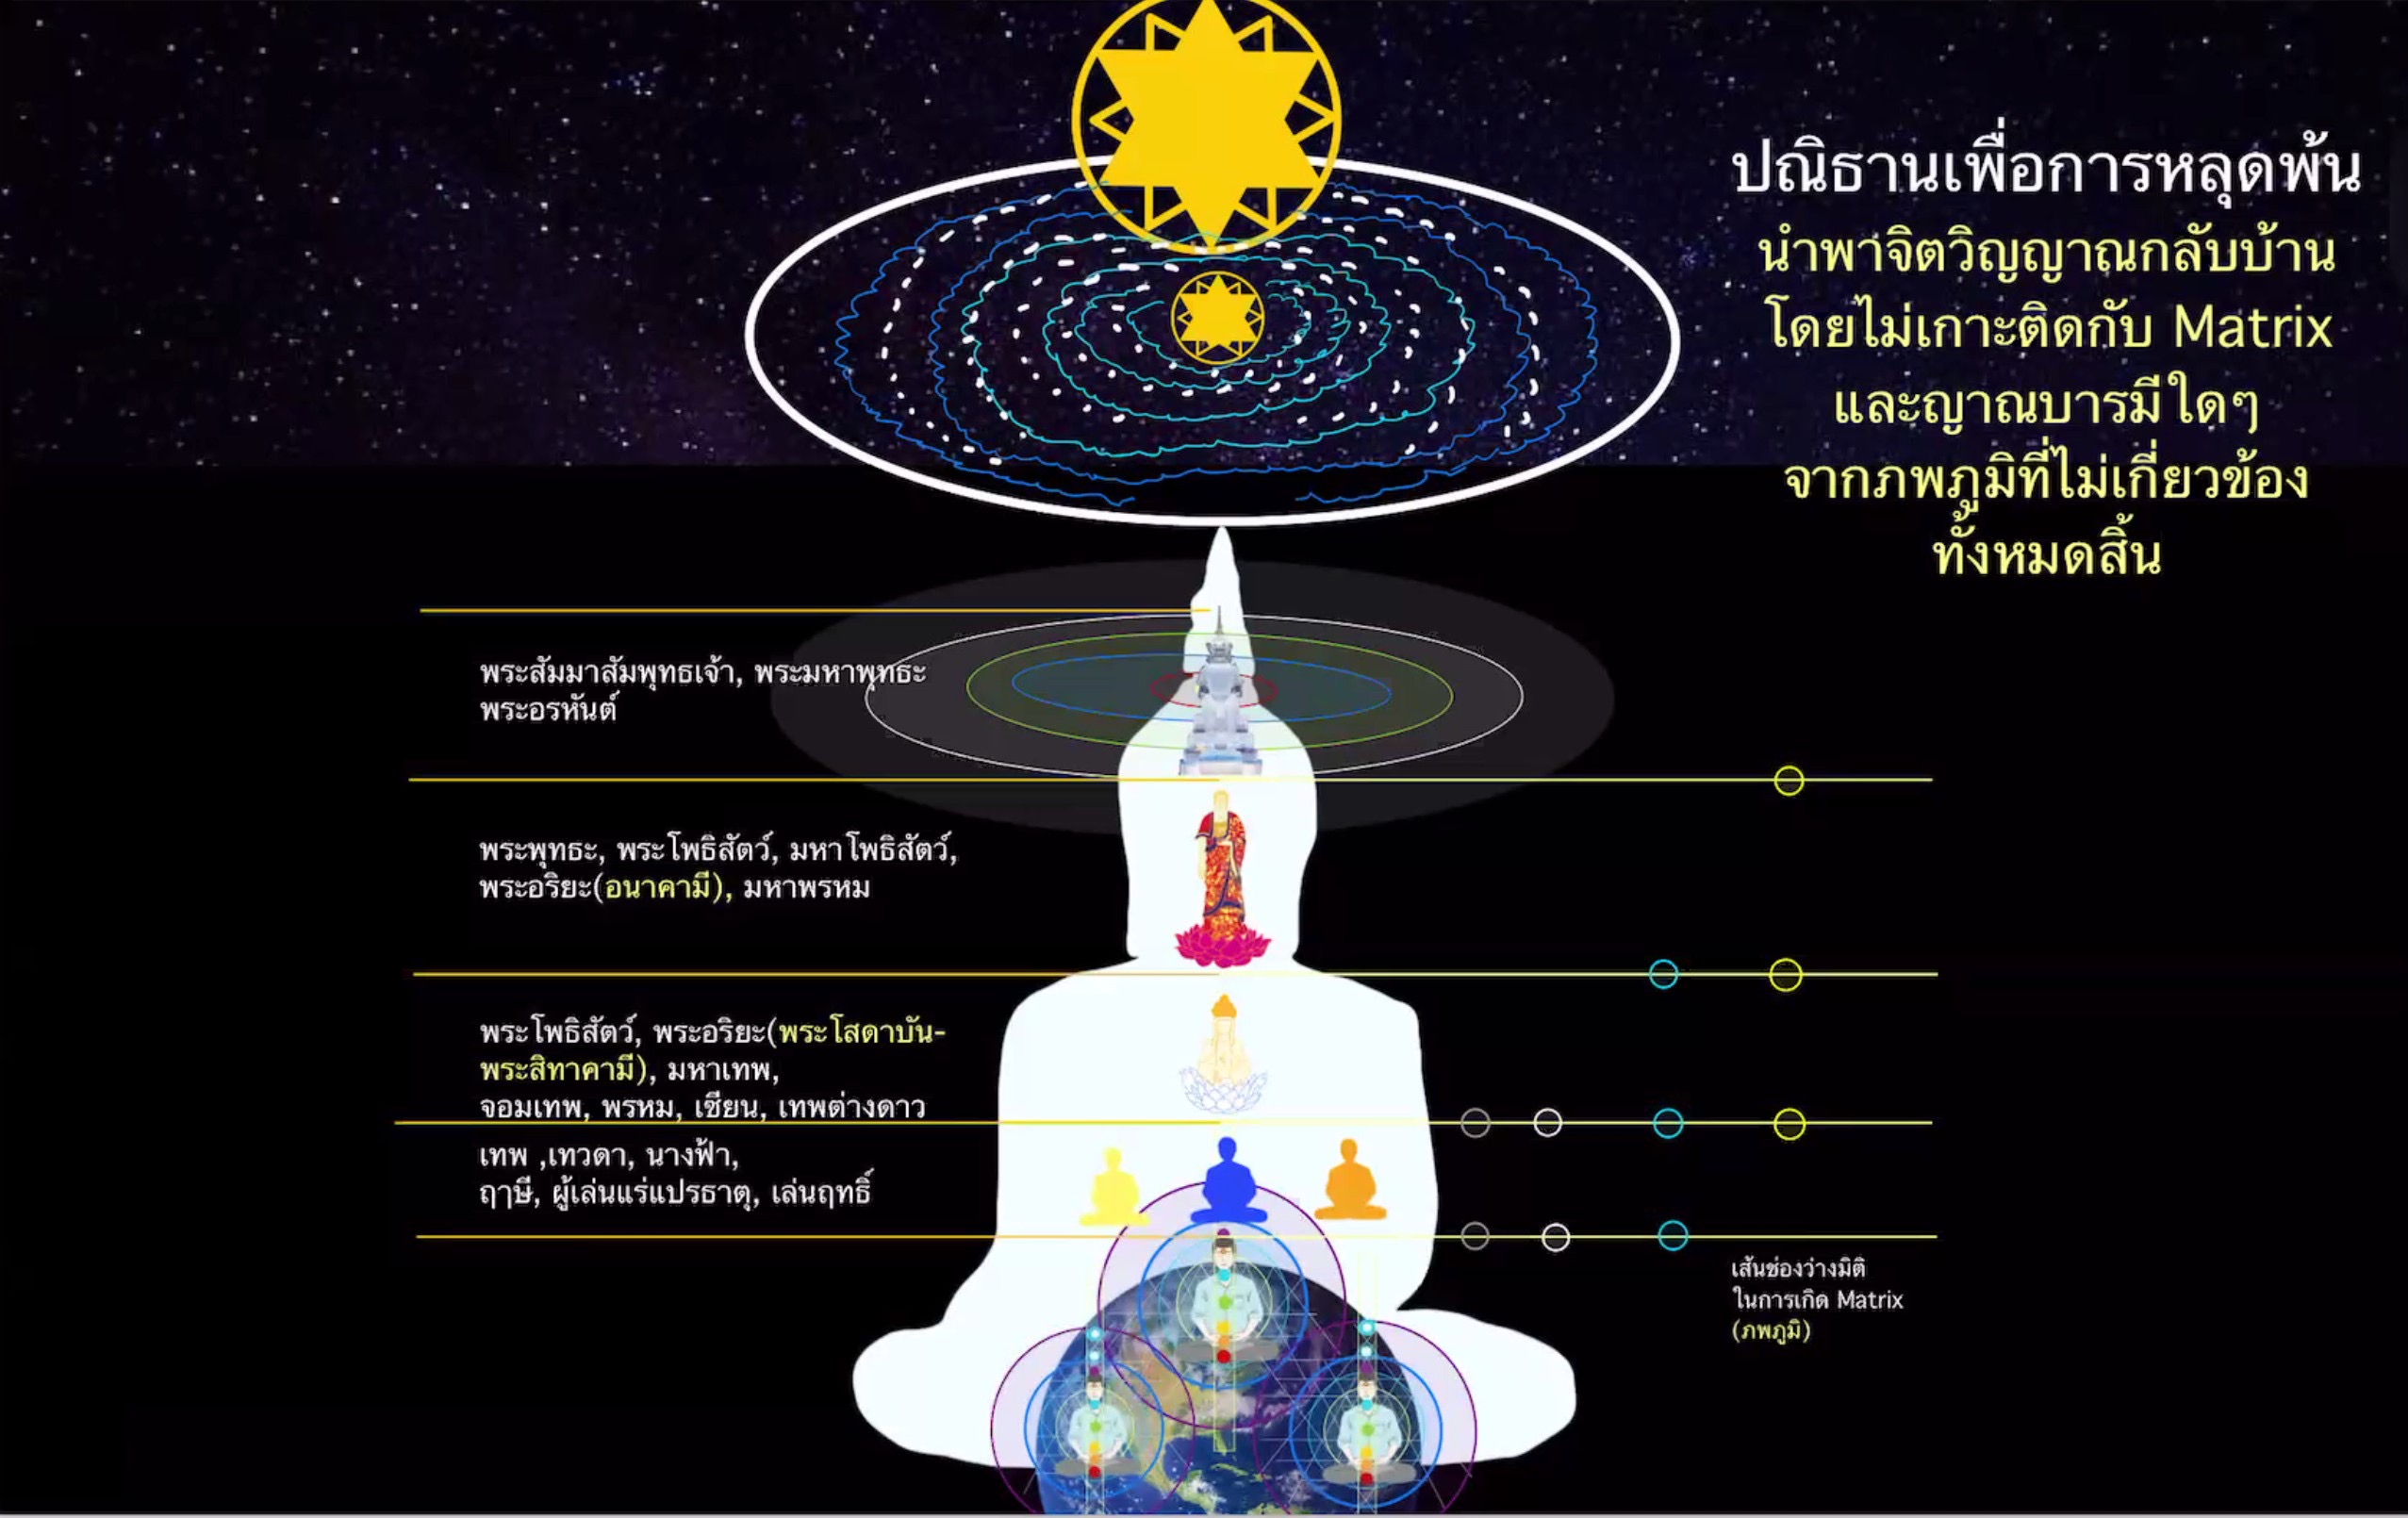 ปณิธานเพื่อการหลุดพ้น
นำพาจิตวิญญาณกลับบ้าน
โดยไม่เกาะติดกับ Matrix
และญาณบารมีใดๆ
จากภพภูมิที่ไม่เกี่ยวข้อง
ทั้งหมดสิ้น
พระสัมมาสัมพุทธเจ้า, พระมหาพุทธะ
พระอรหันต์
พระพุทธะ, พระโพธิสัตว์, มหาโพธิสัตว์,
พระอริยะ(อนาคามี), มหาพรหม
พระโพธิสัตว์, พระอริยะ(พระโสดาบัน-
พระสิทาคามี), มหาเทพ,
จอมเทพ, พรหม, เซียน, เทพต่างดาว
เทพ ,เทวดา, นางฟ้า,
ฤๅษี, ผู้เล่นแร่แปรธาตุ, เล่นฤทธิ์
เส้นช่องว่างมิติ
ในการเกิด Matrix
(ภพภูมิ)